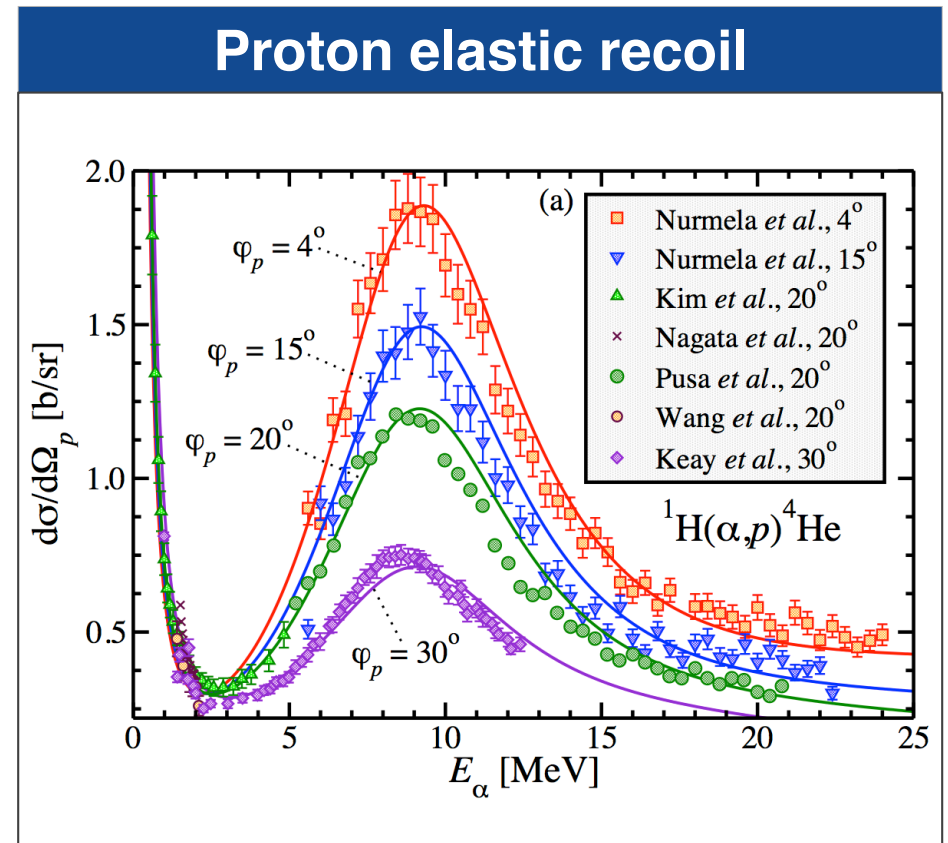 Proton elastic recoil
(a)
Nurmela et al., 4°
Nurmela et al., 15°
Kim et al., 20°
Nagata et al., 20°
Pusa et al., 20°
Wang et al., 20°
Keay et al., 30°
¹H(α,p)⁴He
φp = 4°
φp = 15°
φp = 20°
φp = 30°
dσ/dΩp [b/sr]
2.0
1.5
1.0
0.5
0 5 10 15 20 25
Eα [MeV]